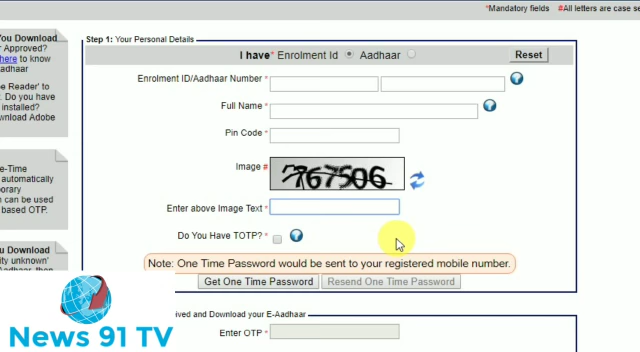 *Mandatory fields #All letters are case se
You Download
Approved?
here to know
adhaar
be Reader' to
Do you have
installed?
wnload Adobe
e-Time
automatically
porary
n can be used
based OTP.
u Download
ity unknown'
Aadhaar, then
Step 1: Your Personal Details
I have* Enrolment Id Aadhaar Reset
Enrolment ID/Aadhaar Number *
Full Name *
Pin Code *
Image #
767506
Enter above Image Text *
Do You Have TOTP? *
Note: One Time Password would be sent to your registered mobile number.
Get One Time Password Resend One Time Password
ived and Download your E-Aadhaar
Enter OTP *
News 91 TV